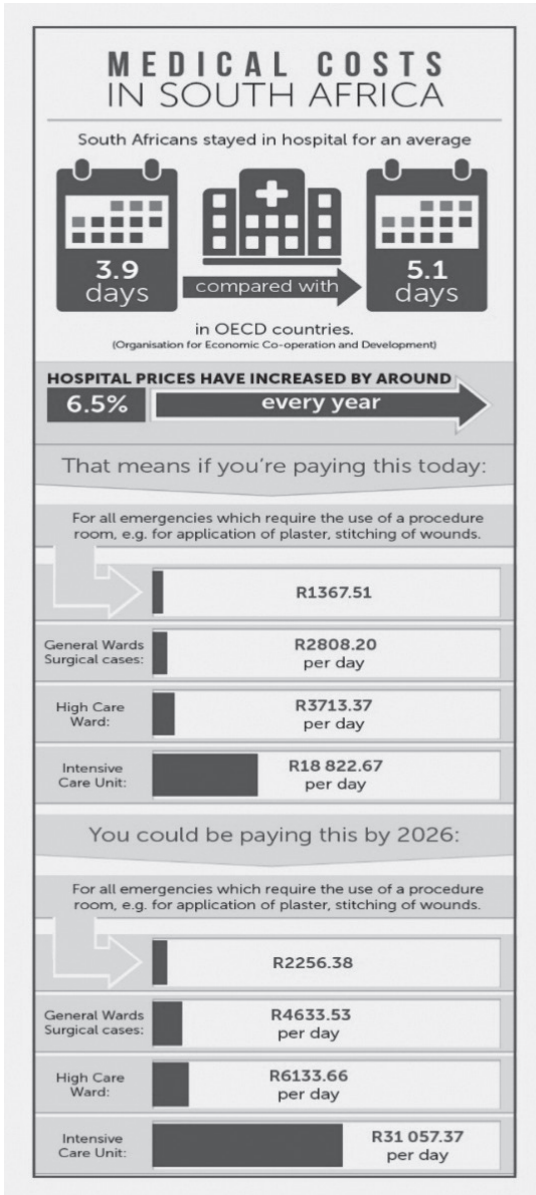 MEDICAL COSTS
IN SOUTH AFRICA
South Africans stayed in hospital for an average
3.9
days
compared with
5.1
days
in OECD countries.
(Organisation for Economic Co-operation and Development)
HOSPITAL PRICES HAVE INCREASED BY AROUND
6.5%
every year
That means if you're paying this today:
For all emergencies which require the use of a procedure
room, e.g. for application of plaster, stitching of wounds.
R1367.51
General Wards
Surgical cases:
R2808.20
per day
High Care
Ward:
R3713.37
per day
Intensive
Care Unit:
R18 822.67
per day
You could be paying this by 2026:
For all emergencies which require the use of a procedure
room, e.g. for application of plaster, stitching of wounds.
R2256.38
General Wards
Surgical cases:
R4633.53
per day
High Care
Ward:
R6133.66
per day
Intensive
Care Unit:
R31 057.37
per day